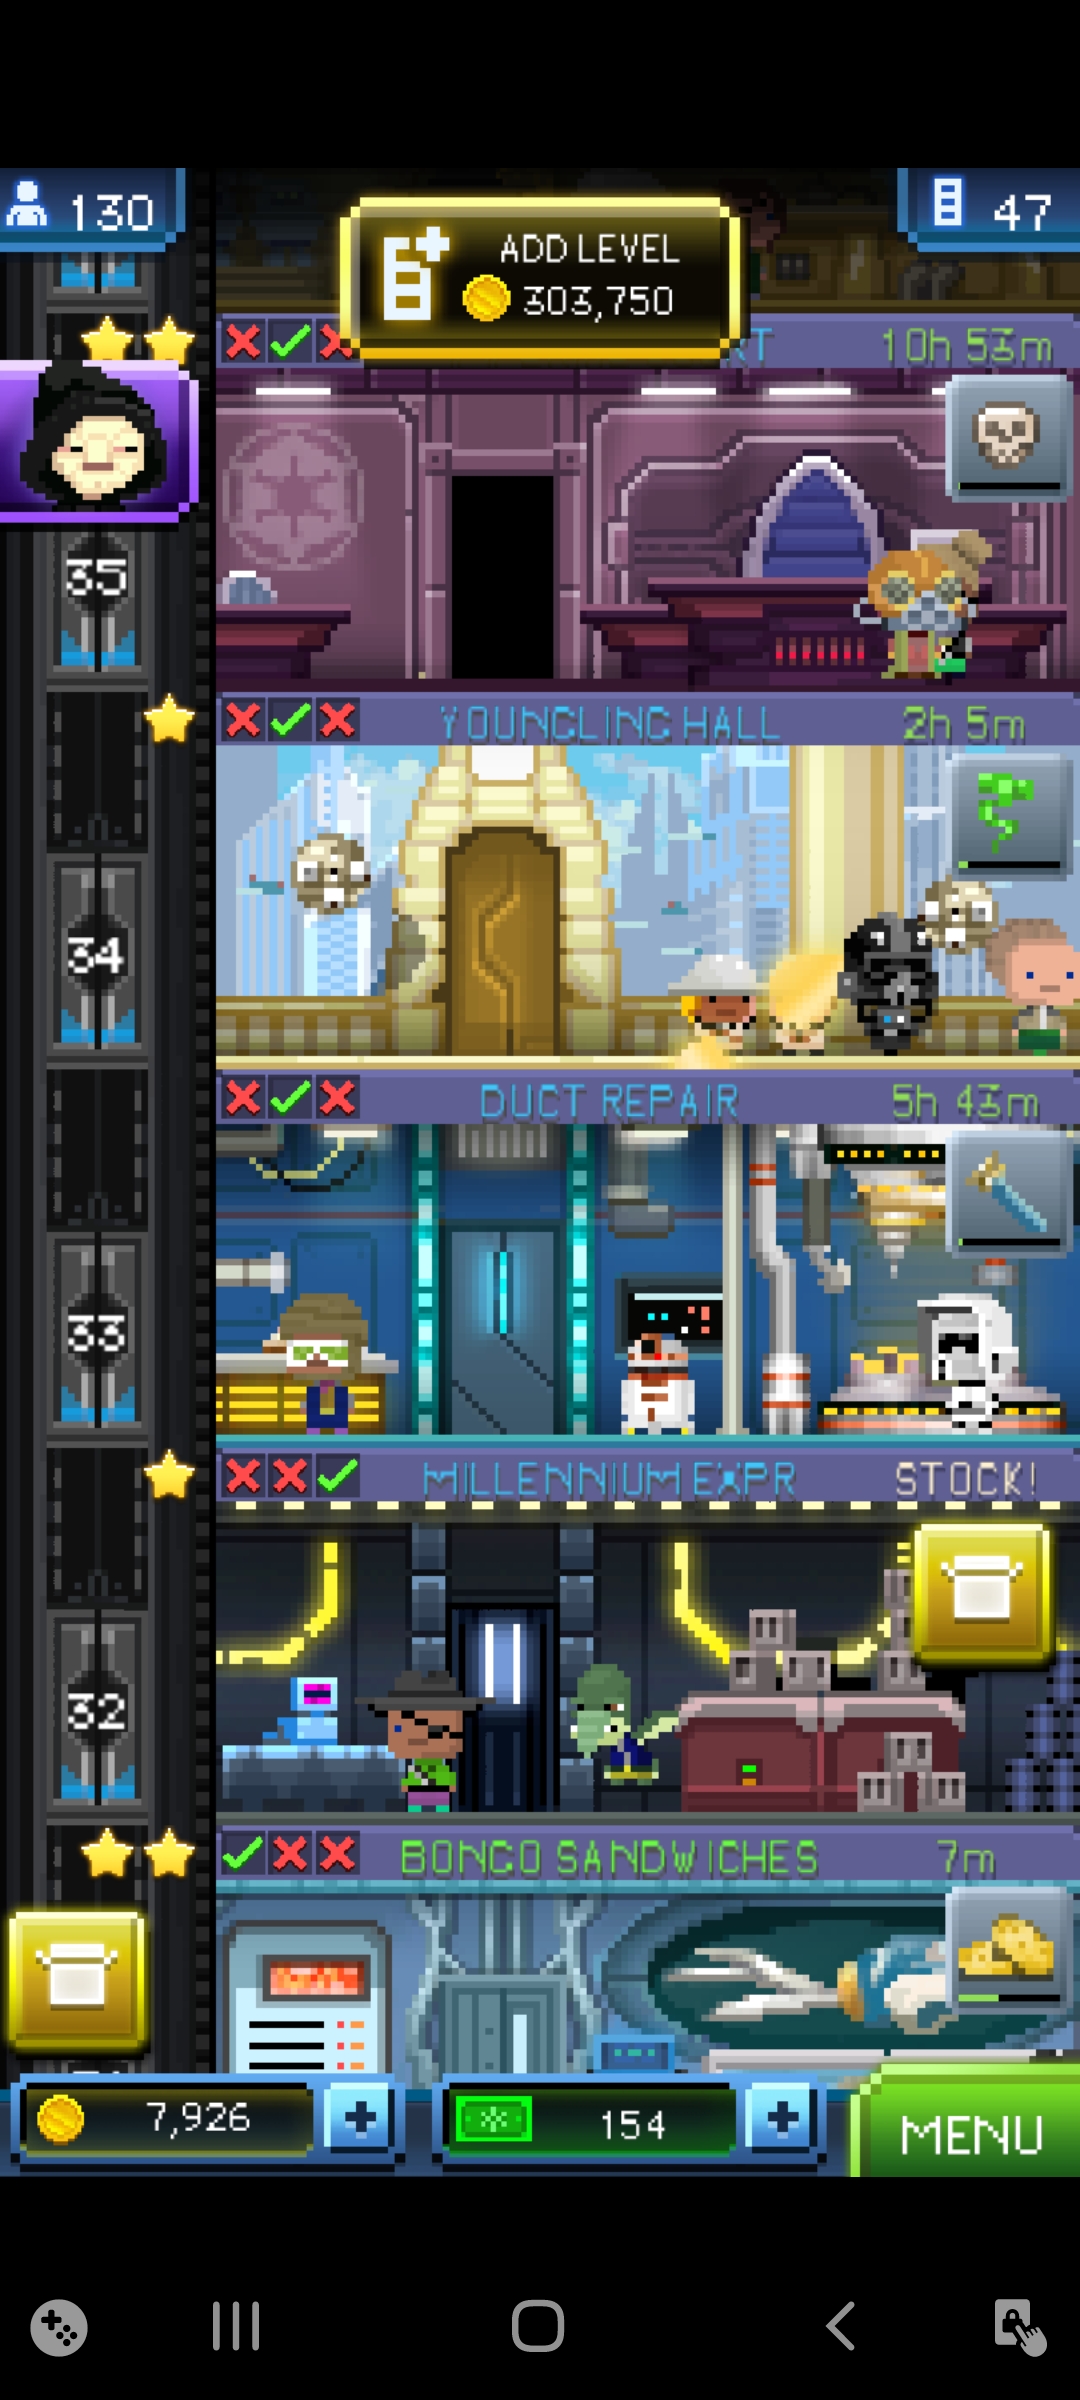 130
ADD LEVEL
303,750
47
10h 53m
35
YOUNGLING HALL
2h 5m
34
DUCT REPAIR
5h 43m
33
MILLENNIUM EXPR
STOCK!
32
BONGO SANDWICHES
7m
7,926
154
MENU